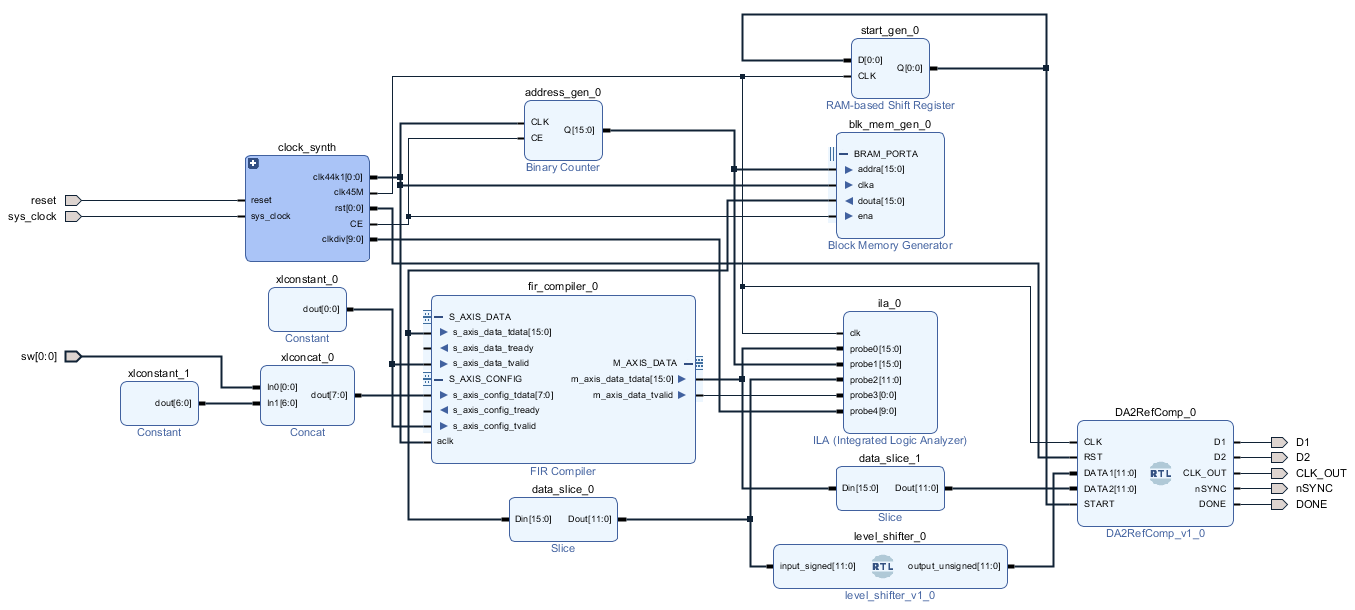 start_gen_0
D[0:0]
Q[0:0]
CLK
RAM-based Shift Register
address_gen_0
CLK
Q[15:0]
CE
Binary Counter
blk_mem_gen_0
BRAM_PORTA
addra[15:0]
clka
douta[15:0]
ena
Block Memory Generator
clock_synth
clk44k1[0:0]
clk45M
reset
rst[0:0]
sys_clock
CE
clkdiv[9:0]
reset
sys_clock
xlconstant_0
dout[0:0]
Constant
sw[0:0]
xlconstant_1
dout[6:0]
Constant
xlconcat_0
In0[0:0]
In1[6:0]
dout[7:0]
Concat
fir_compiler_0
S_AXIS_DATA
s_axis_data_tdata[15:0]
s_axis_data_tready
s_axis_data_tvalid
S_AXIS_CONFIG
s_axis_config_tdata[7:0]
s_axis_config_tready
s_axis_config_tvalid
aclk
M_AXIS_DATA
m_axis_data_tdata[15:0]
m_axis_data_tvalid
FIR Compiler
ila_0
clk
probe0[15:0]
probe1[15:0]
probe2[11:0]
probe3[0:0]
probe4[9:0]
ILA (Integrated Logic Analyzer)
data_slice_1
Din[15:0]
Dout[11:0]
Slice
data_slice_0
Din[15:0]
Dout[11:0]
Slice
level_shifter_0
input_signed[11:0]
RTL
output_unsigned[11:0]
level_shifter_v1_0
DA2RefComp_0
CLK
RST
DATA1[11:0]
DATA2[11:0]
START
RTL
D1
D2
CLK_OUT
nSYNC
DONE
DA2RefComp_v1_0
D1
D2
CLK_OUT
nSYNC
DONE